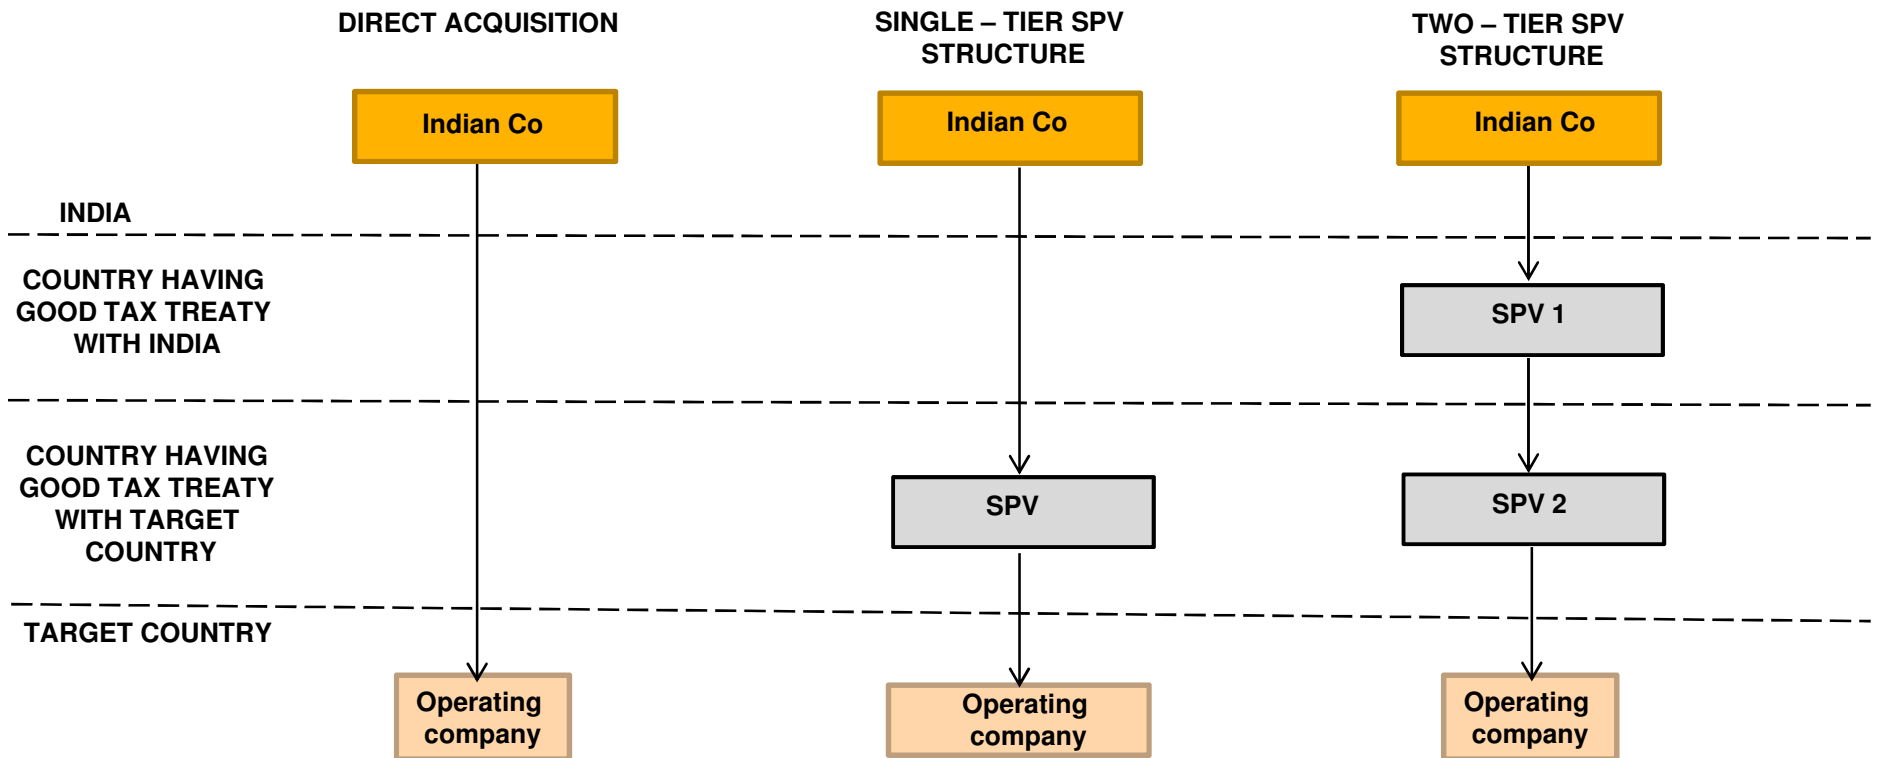 DIRECT ACQUISITION
SINGLE – TIER SPV
STRUCTURE
TWO – TIER SPV
STRUCTURE
Indian Co
Indian Co
Indian Co
INDIA
COUNTRY HAVING
GOOD TAX TREATY
WITH INDIA
SPV 1
COUNTRY HAVING
GOOD TAX TREATY
WITH TARGET
COUNTRY
SPV
SPV 2
TARGET COUNTRY
Operating
company
Operating
company
Operating
company